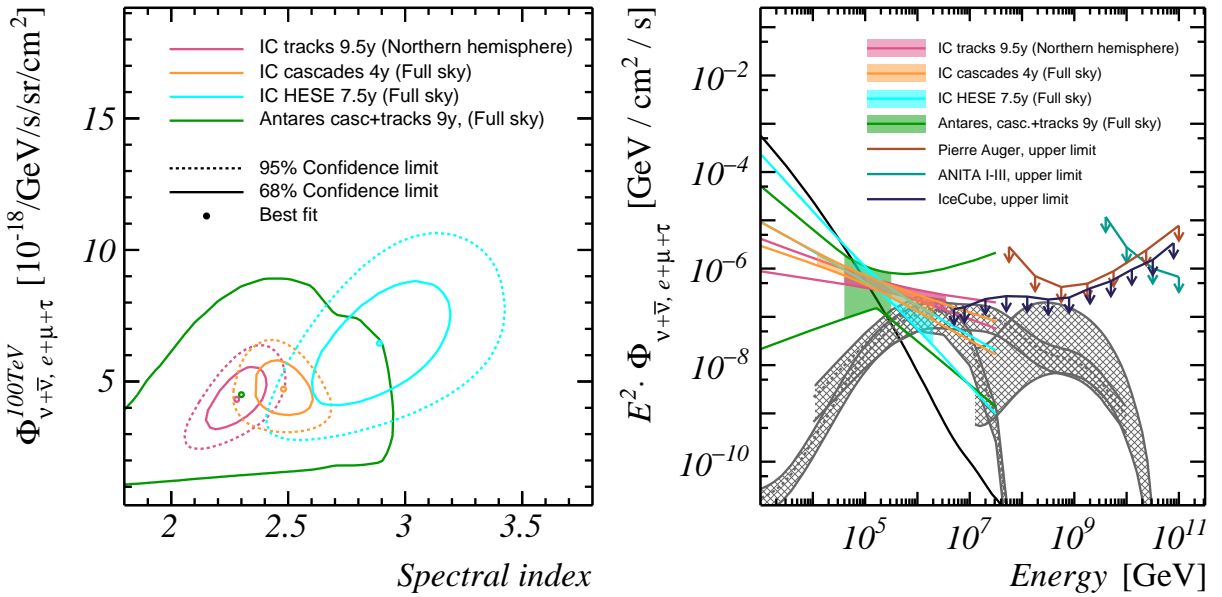 Φ^100TeV_ν+ν̅, e+μ+τ [10^-18/GeV/s/sr/cm^2]
15
10
5
IC tracks 9.5y (Northern hemisphere)
IC cascades 4y (Full sky)
IC HESE 7.5y (Full sky)
Antares casc+tracks 9y, (Full sky)
95% Confidence limit
68% Confidence limit
Best fit
2 2.5 3 3.5
Spectral index
E^2· Φ_ν+ν̅, e+μ+τ [GeV / cm^2 / s]
10^−2
10^−4
10^−6
10^−8
10^−10
IC tracks 9.5y (Northern hemisphere)
IC cascades 4y (Full sky)
IC HESE 7.5y (Full sky)
Antares, casc.+tracks 9y (Full sky)
Pierre Auger, upper limit
ANITA I-III, upper limit
IceCube, upper limit
10^5 10^7 10^9 10^11
Energy [GeV]